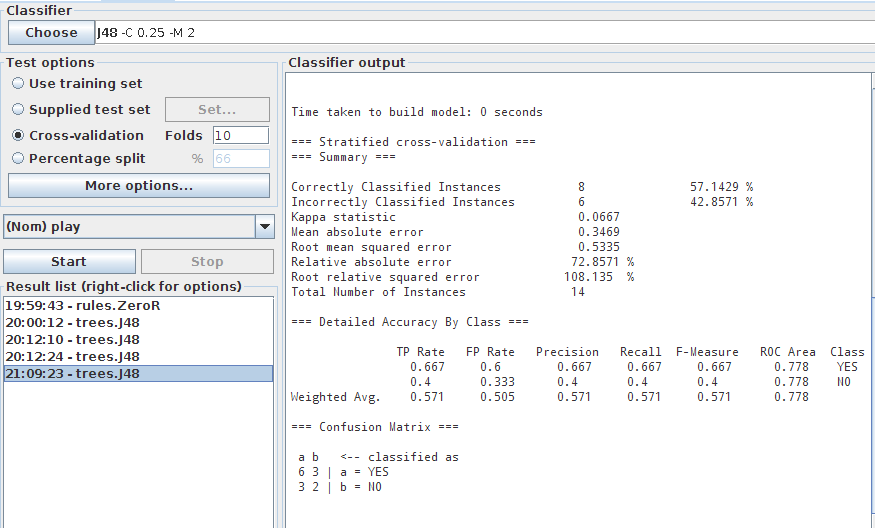 Classifier
Choose J48 -C 0.25 -M 2
Test options
Use training set
Supplied test set Set...
Cross-validation Folds 10
Percentage split % 66
More options...
(Nom) play
Start Stop
Result list (right-click for options)
19:59:43 - rules.ZeroR
20:00:12 - trees.J48
20:12:10 - trees.J48
20:12:24 - trees.J48
21:09:23 - trees.J48
Classifier output
Time taken to build model: 0 seconds
=== Stratified cross-validation ===
=== Summary ===
Correctly Classified Instances 8 57.1429 %
Incorrectly Classified Instances 6 42.8571 %
Kappa statistic 0.0667
Mean absolute error 0.3469
Root mean squared error 0.5335
Relative absolute error 72.8571 %
Root relative squared error 108.135 %
Total Number of Instances 14
=== Detailed Accuracy By Class ===
TP Rate FP Rate Precision Recall F-Measure ROC Area Class
0.667 0.6 0.667 0.667 0.667 0.778 YES
0.4 0.333 0.4 0.4 0.4 0.778 NO
Weighted Avg. 0.571 0.505 0.571 0.571 0.571 0.778
=== Confusion Matrix ===
a b <-- classified as
6 3 | a = YES
3 2 | b = NO